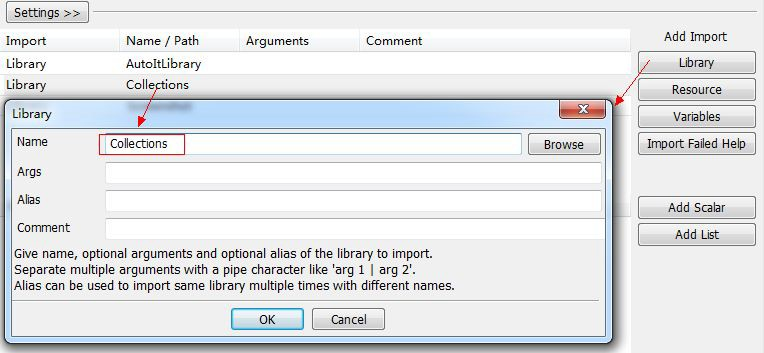 Settings >>
Import Name / Path Arguments Comment
Add Import
Library AutoItLibrary
Library
Library Collections
Resource
Variables
Import Failed Help
Add Scalar
Add List
Library
Name Collections Browse
Args
Alias
Comment
Give name, optional arguments and optional alias of the library to import.
Separate multiple arguments with a pipe character like 'arg 1 | arg 2'.
Alias can be used to import same library multiple times with different names.
OK Cancel